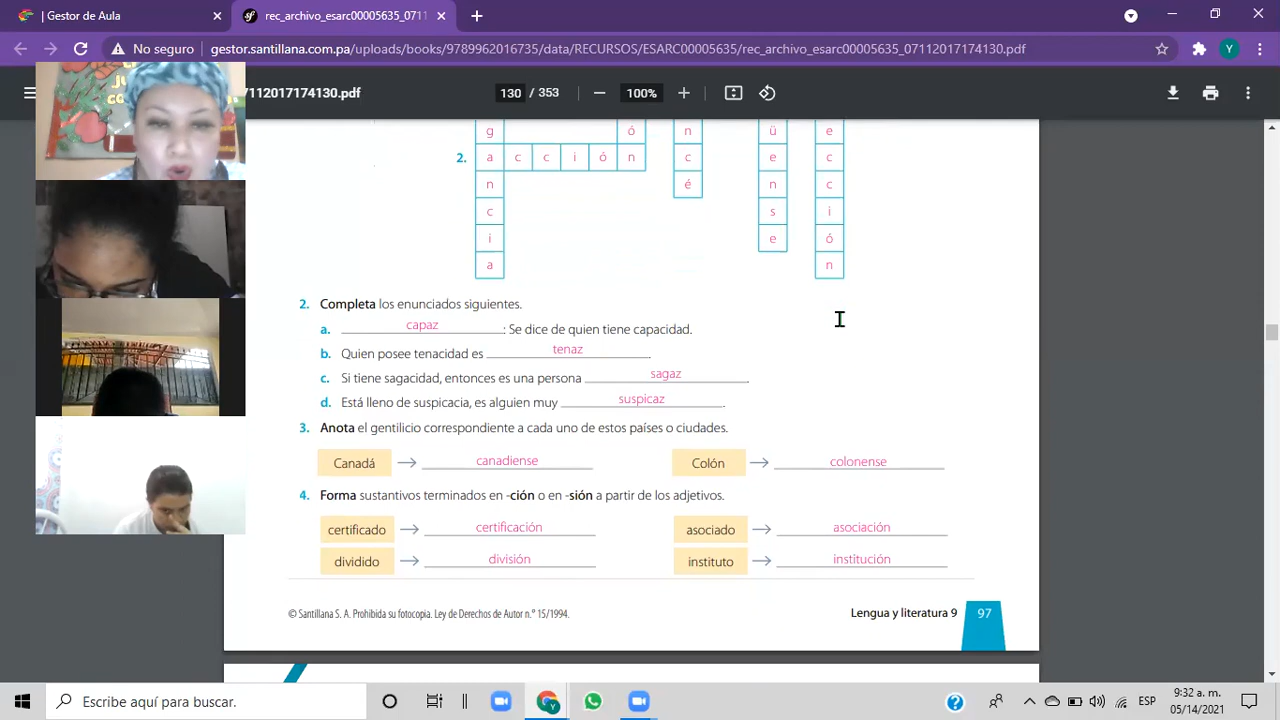 Gestor de Aula
rec_archivo_esarc00005635_0711
No seguro
gestor.santillana.com.pa/uploads/books/9789962016735/data/RECURSOS/ESARC00005635/rec_archivo_esarc00005635_07112017174130.pdf
Y
112017174130.pdf
130 / 353
100%
g ó n ü e
2. a c c i ó n c e c
n é n c
c s i
i e ó
a n
2. Completa los enunciados siguientes.
a. capaz : Se dice de quien tiene capacidad.
b. Quien posee tenacidad es tenaz.
c. Si tiene sagacidad, entonces es una persona sagaz.
d. Está lleno de suspicacia, es alguien muy suspicaz.
3. Anota el gentilicio correspondiente a cada uno de estos países o ciudades.
Canadá → canadiense Colón → colonense
4. Forma sustantivos terminados en -ción o en -sión a partir de los adjetivos.
certificado → certificación asociado → asociación
dividido → división instituto → institución
© Santillana S. A. Prohibida su fotocopia. Ley de Derechos de Autor n.° 15/1994.
Lengua y literatura 9 97
Escribe aquí para buscar.
ESP
9:32 a. m.
05/14/2021